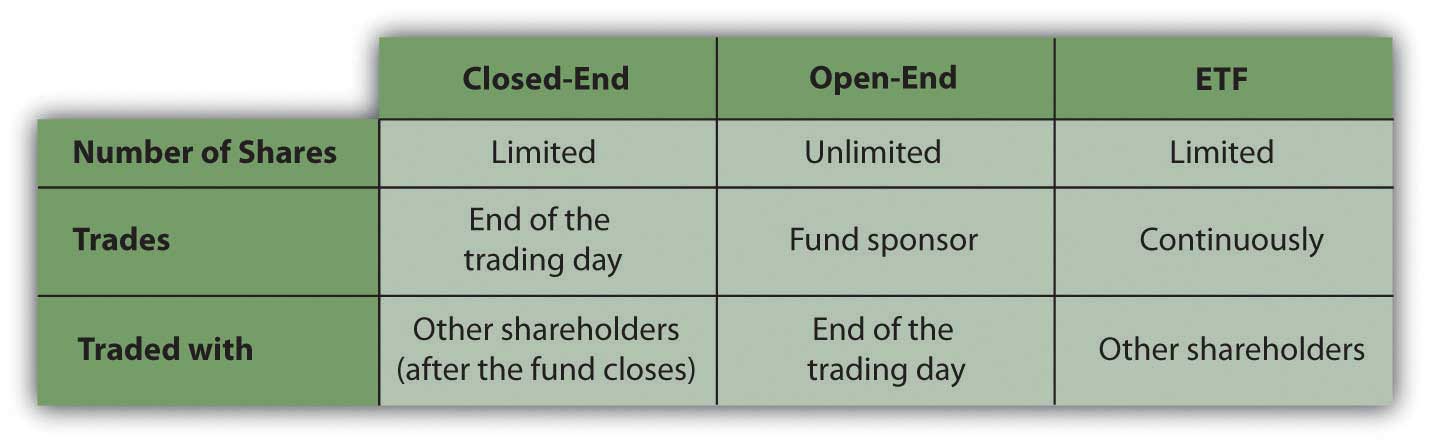 Closed-End Open-End ETF
Number of Shares Limited Unlimited Limited
Trades End of the trading day Fund sponsor Continuously
Traded with Other shareholders (after the fund closes) End of the trading day Other shareholders